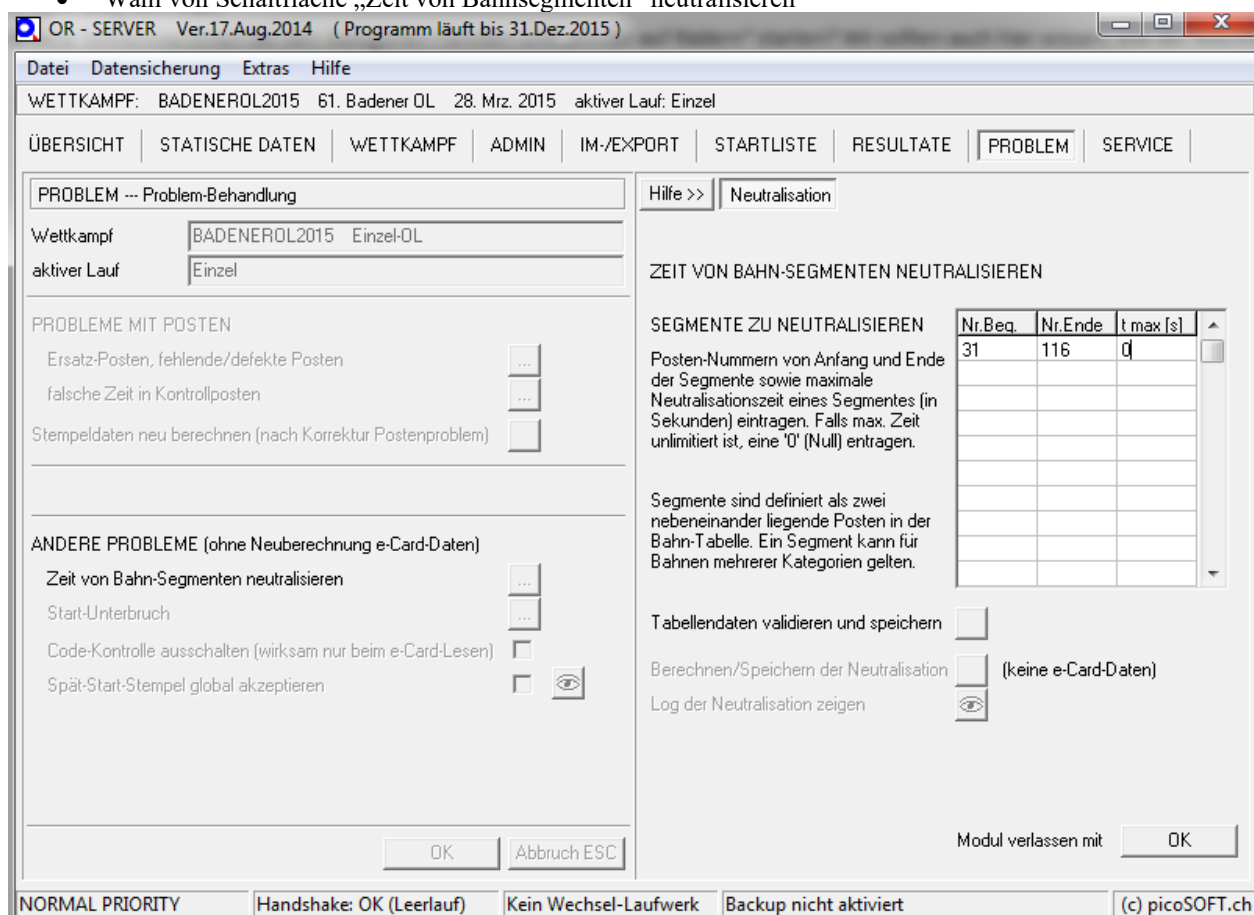 • Wahl von Schaltfläche „Zeit von Bahnsegmenten“ neutralisieren
OR - SERVER Ver.17.Aug.2014 ( Programm läuft bis 31.Dez.2015 )
Datei Datensicherung Extras Hilfe
WETTKAMPF: BADENEROL2015 61. Badener OL 28. Mrz. 2015 aktiver Lauf: Einzel
ÜBERSICHT STATISCHE DATEN WETTKAMPF ADMIN IM-/EXPORT STARTLISTE RESULTATE PROBLEM SERVICE
PROBLEM --- Problem-Behandlung
Wettkampf BADENEROL2015 Einzel-OL
aktiver Lauf Einzel
PROBLEME MIT POSTEN
Ersatz-Posten, fehlende/defekte Posten ...
falsche Zeit in Kontrollposten ...
Stempeldaten neu berechnen (nach Korrektur Postenproblem)
ANDERE PROBLEME (ohne Neuberechnung e-Card-Daten)
Zeit von Bahn-Segmenten neutralisieren ...
Start-Unterbruch ...
Code-Kontrolle ausschalten (wirksam nur beim e-Card-Lesen)
Spät-Start-Stempel global akzeptieren
OK Abbruch ESC
Hilfe >> Neutralisation
ZEIT VON BAHN-SEGMENTEN NEUTRALISIEREN
SEGMENTE ZU NEUTRALISIEREN
Posten-Nummern von Anfang und Ende
der Segmente sowie maximale
Neutralisationszeit eines Segmentes (in
Sekunden) eintragen. Falls max. Zeit
unlimitiert ist, eine '0' (Null) entragen.
Segmente sind definiert als zwei
nebeneinander liegende Posten in der
Bahn-Tabelle. Ein Segment kann für
Bahnen mehrerer Kategorien gelten.
Nr.Beg. Nr.Ende t max [s]
31 116 0
Tabellendaten validieren und speichern
Berechnen/Speichern der Neutralisation (keine e-Card-Daten)
Log der Neutralisation zeigen
Modul verlassen mit OK
NORMAL PRIORITY Handshake: OK (Leerlauf) Kein Wechsel-Laufwerk Backup nicht aktiviert (c) picoSOFT.ch